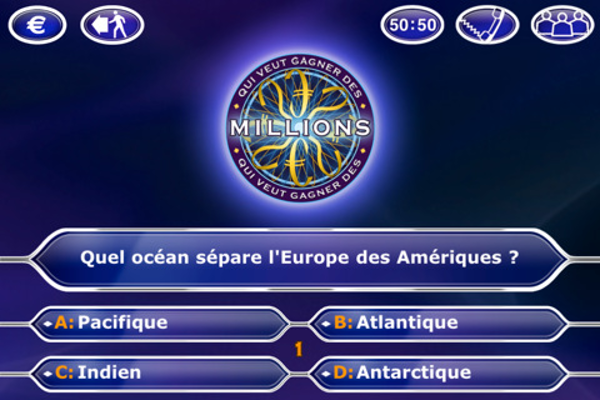 €
50:50
QUI VEUT GAGNER DES
MILLIONS
QUI VEUT GAGNER DES
Quel océan sépare l'Europe des Amériques ?
A: Pacifique
B: Atlantique
1
C: Indien
D: Antarctique